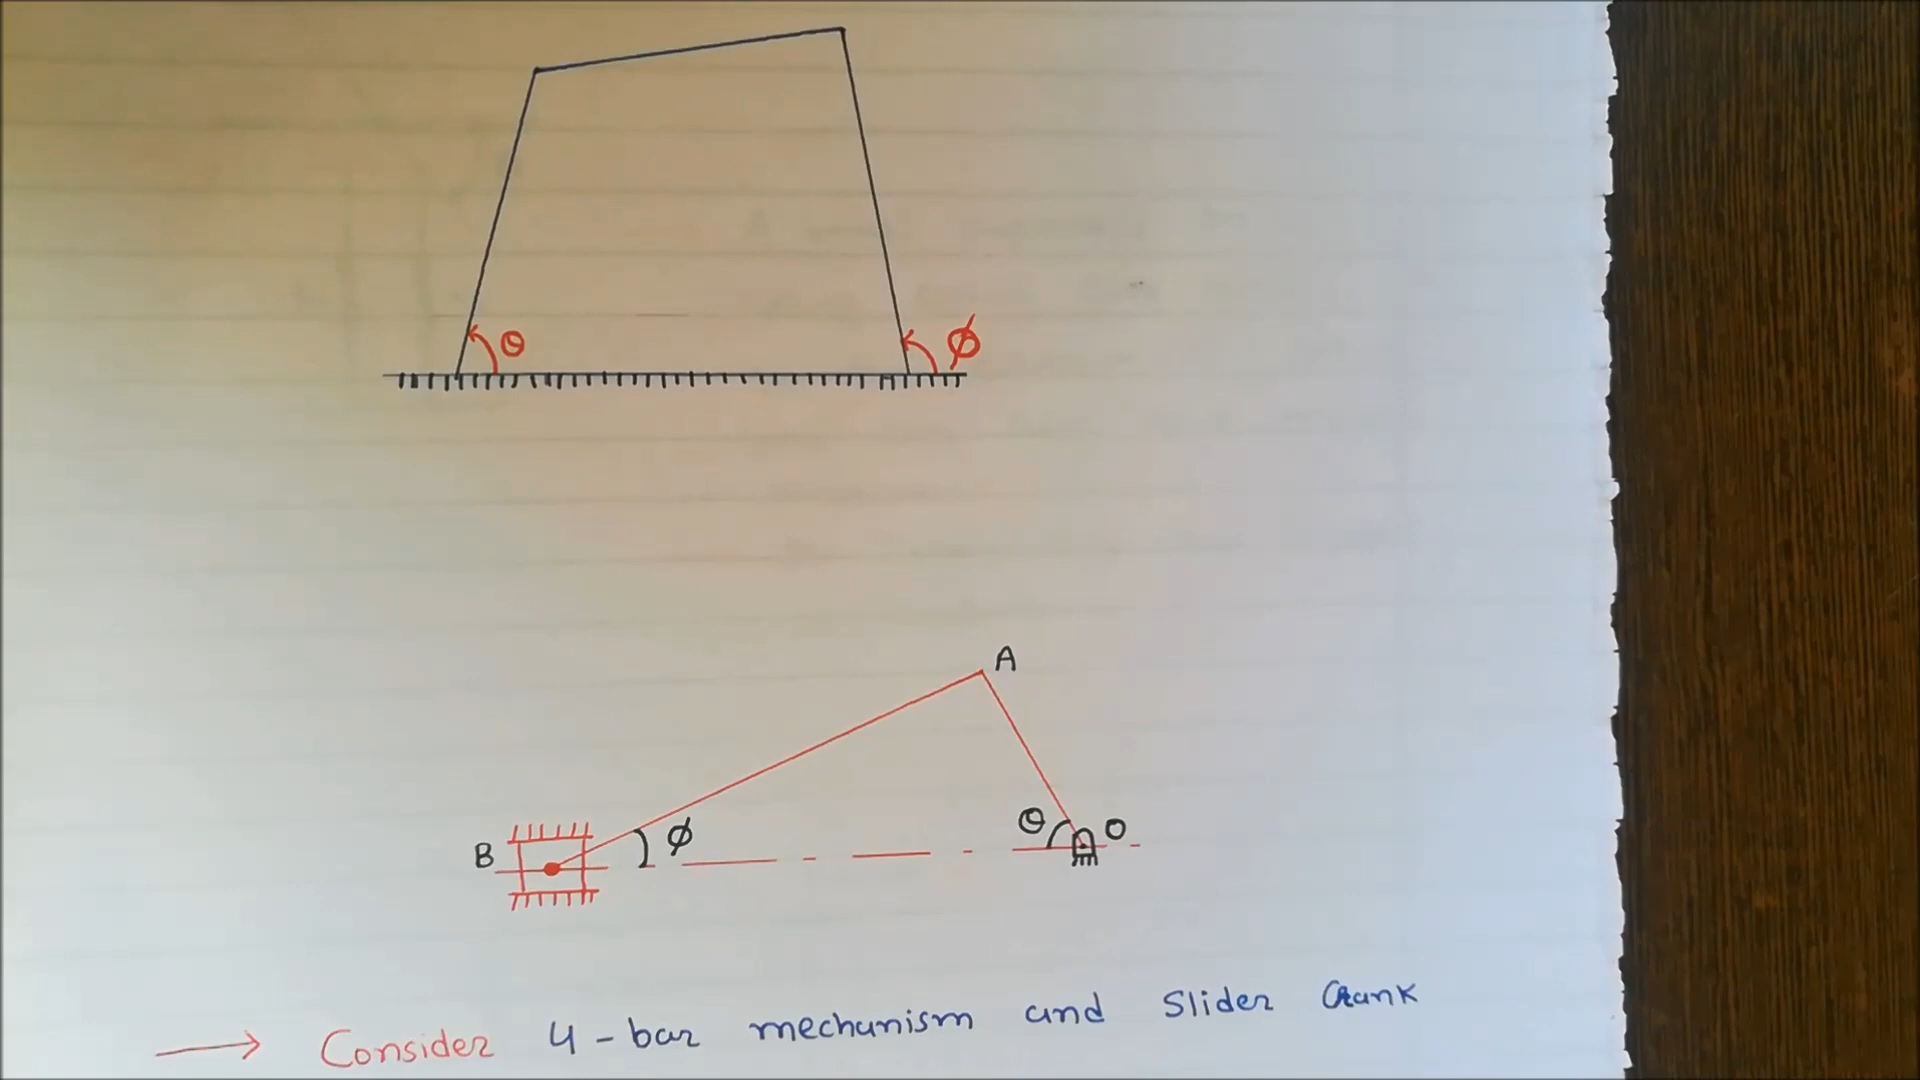 θ ϕ
A
θ O
B ϕ
→ Consider 4-bar mechanism and Slider Crank